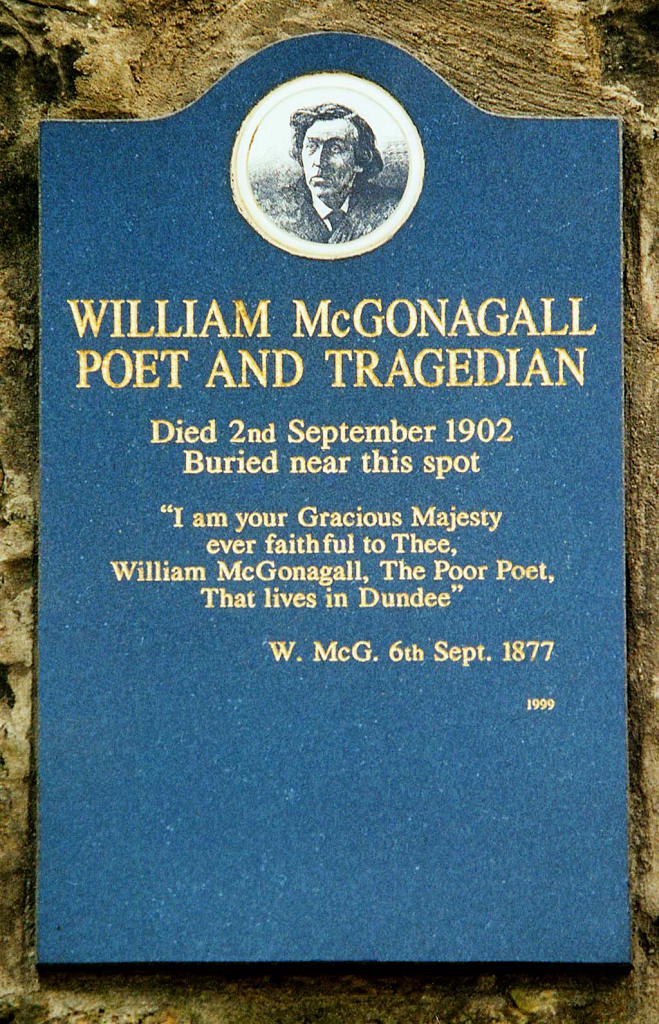 WILLIAM McGONAGALL
POET AND TRAGEDIAN
Died 2nd September 1902
Buried near this spot
“I am your Gracious Majesty
ever faithful to Thee,
William McGonagall, The Poor Poet,
That lives in Dundee”
W. McG. 6th Sept. 1877
1999